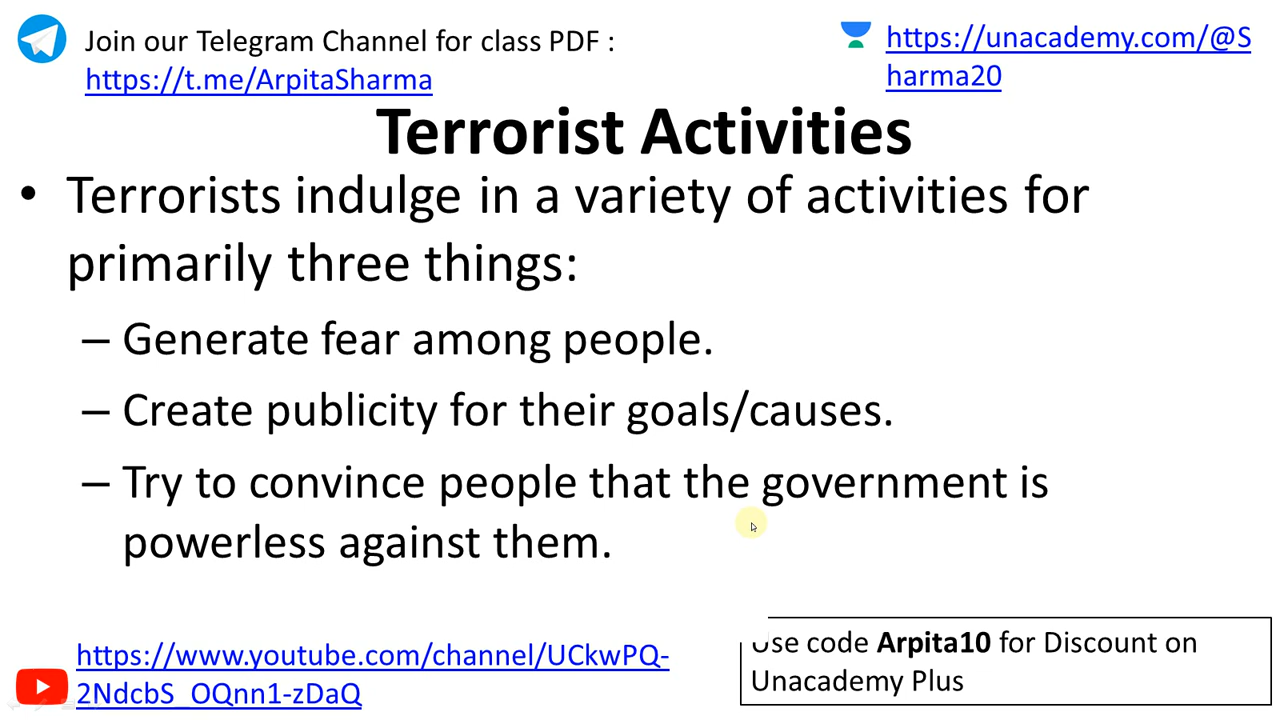 Join our Telegram Channel for class PDF :
https://t.me/ArpitaSharma
https://unacademy.com/@S
harma20
Terrorist Activities
• Terrorists indulge in a variety of activities for
primarily three things:
– Generate fear among people.
– Create publicity for their goals/causes.
– Try to convince people that the government is
powerless against them.
https://www.youtube.com/channel/UCkwPQ-
2NdcbS_OQnn1-zDaQ
Use code Arpita10 for Discount on
Unacademy Plus